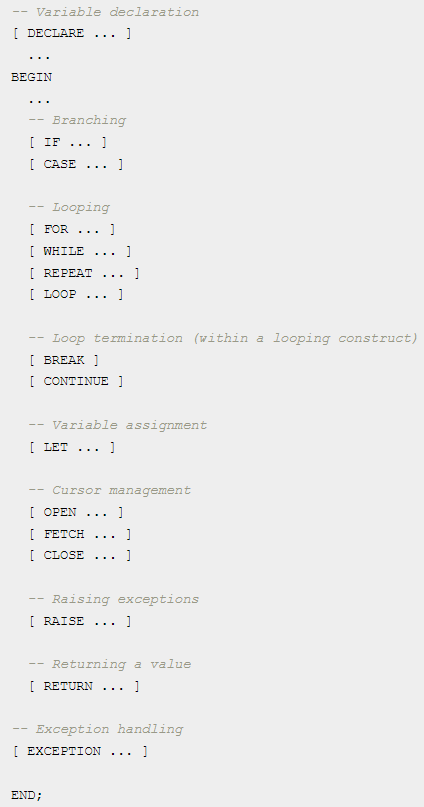 -- Variable declaration
[ DECLARE ... ]
  ...
BEGIN
  ...
  -- Branching
  [ IF ... ]
  [ CASE ... ]

  -- Looping
  [ FOR ... ]
  [ WHILE ... ]
  [ REPEAT ... ]
  [ LOOP ... ]

  -- Loop termination (within a looping construct)
  [ BREAK ]
  [ CONTINUE ]

  -- Variable assignment
  [ LET ... ]

  -- Cursor management
  [ OPEN ... ]
  [ FETCH ... ]
  [ CLOSE ... ]

  -- Raising exceptions
  [ RAISE ... ]

  -- Returning a value
  [ RETURN ... ]

-- Exception handling
[ EXCEPTION ... ]

END;